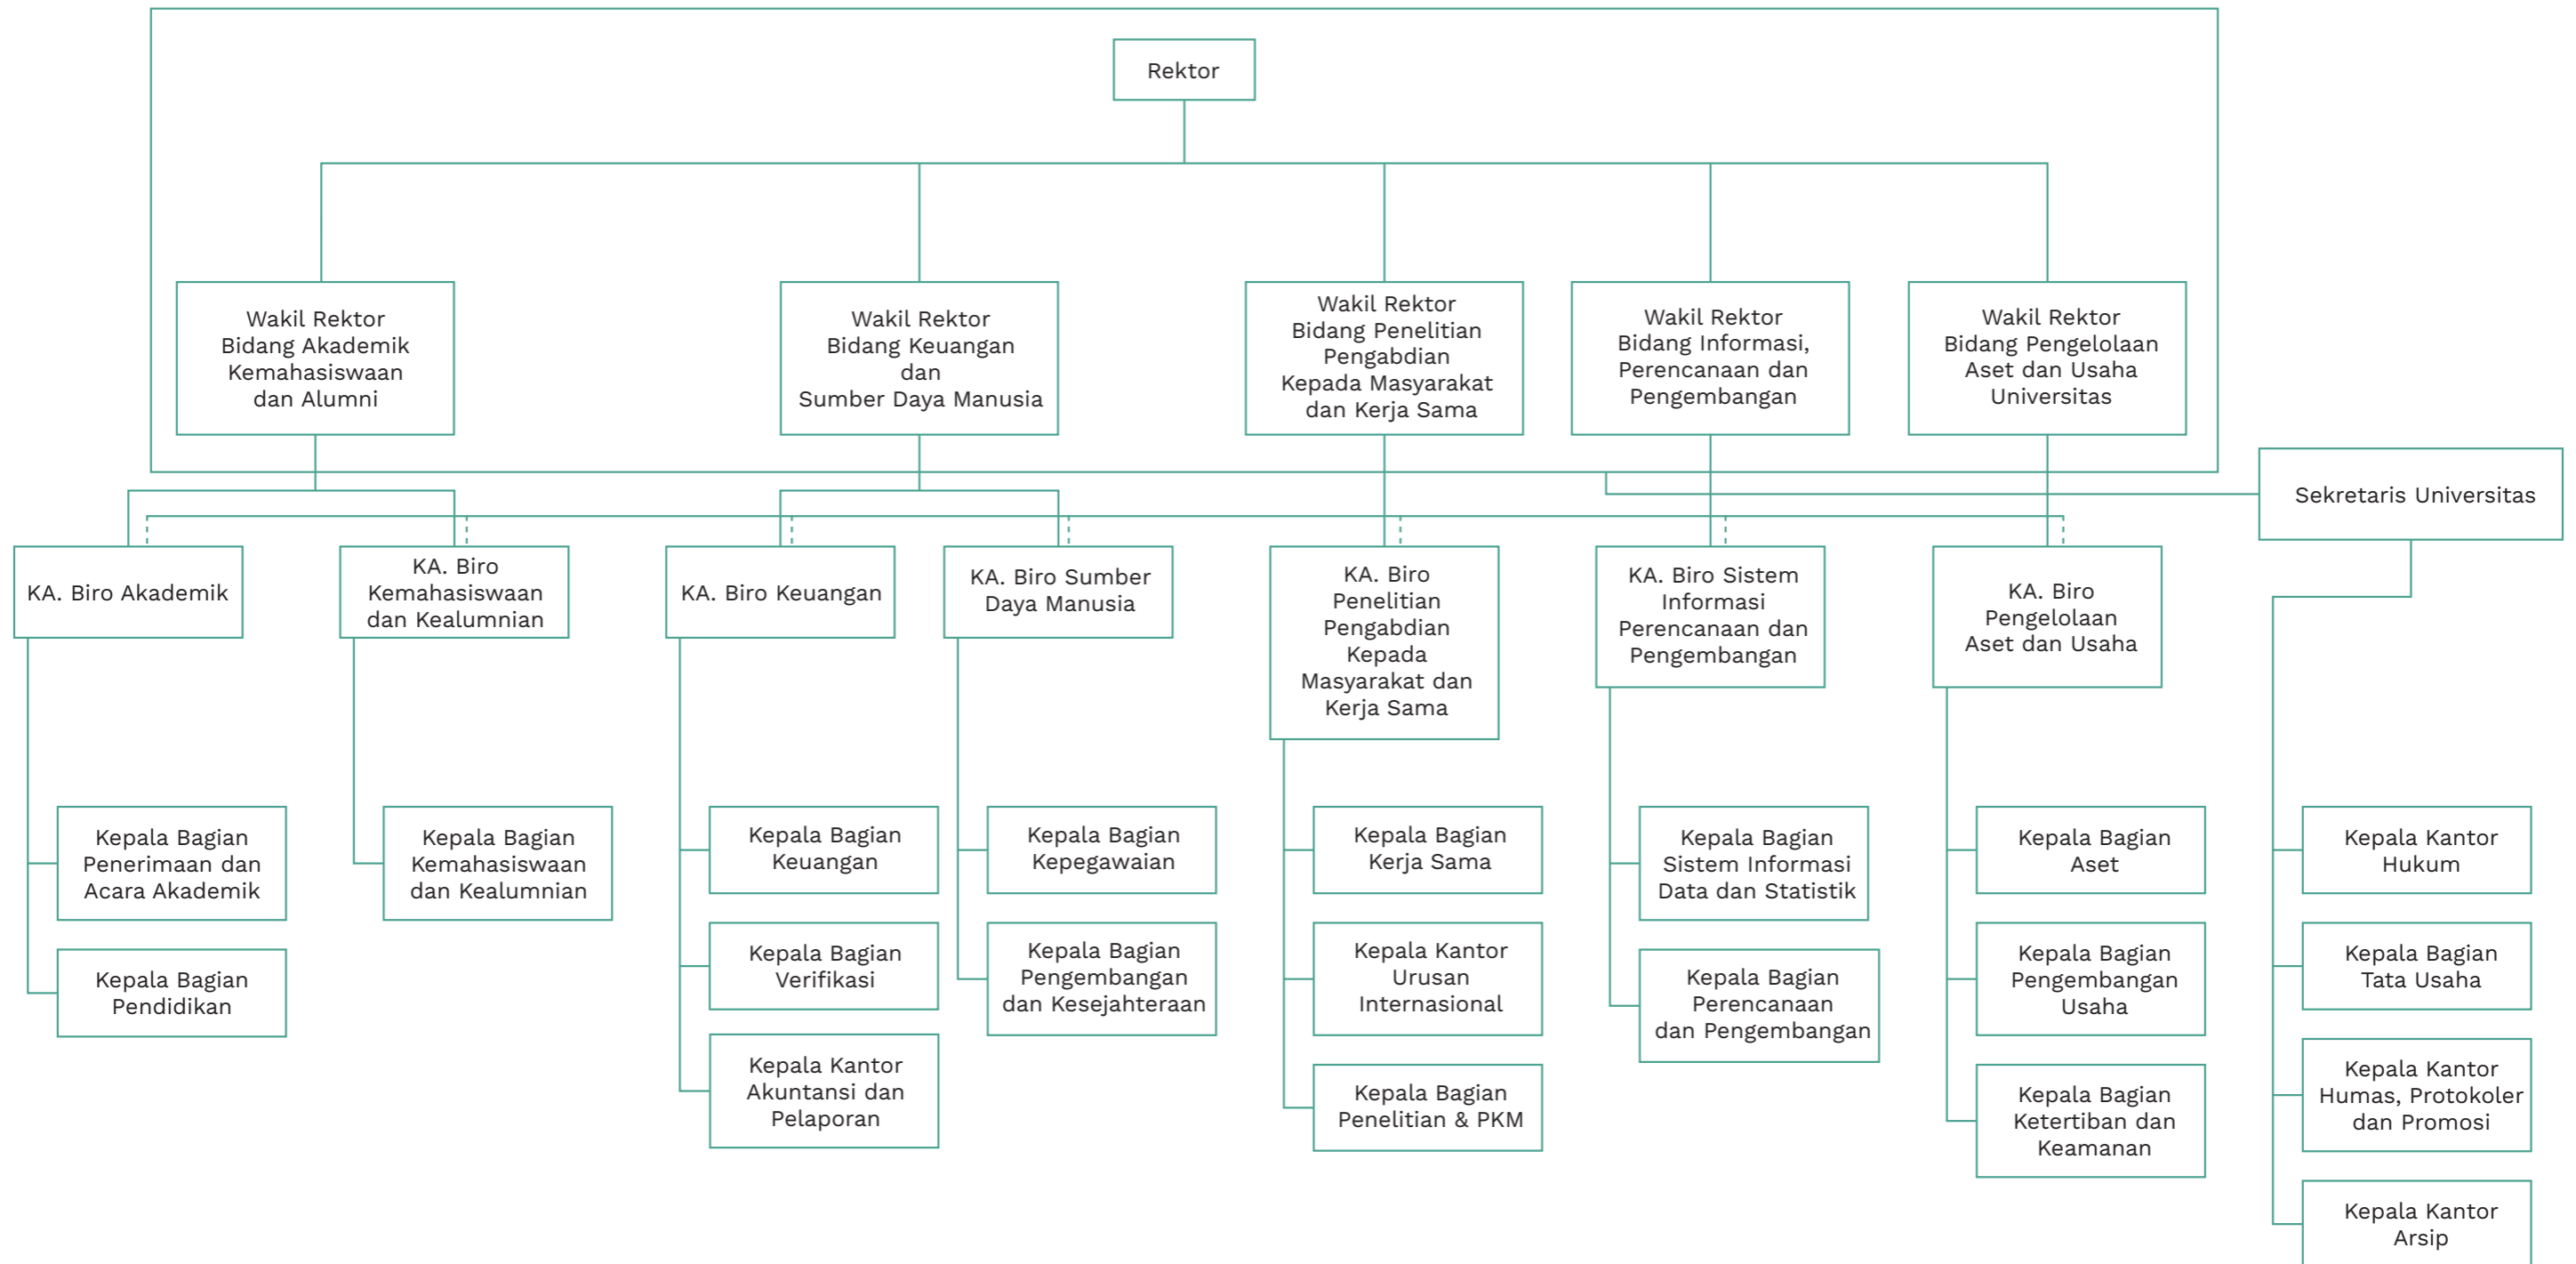 Rektor
Wakil Rektor
Bidang Akademik
Kemahasiswaan
dan Alumni
Wakil Rektor
Bidang Keuangan
dan
Sumber Daya Manusia
Wakil Rektor
Bidang Penelitian
Pengabdian
Kepada Masyarakat
dan Kerja Sama
Wakil Rektor
Bidang Informasi,
Perencanaan dan
Pengembangan
Wakil Rektor
Bidang Pengelolaan
Aset dan Usaha
Universitas
Sekretaris Universitas
KA. Biro Akademik
KA. Biro
Kemahasiswaan
dan Kealumnian
KA. Biro Keuangan
KA. Biro Sumber
Daya Manusia
KA. Biro
Penelitian
Pengabdian
Kepada
Masyarakat dan
Kerja Sama
KA. Biro Sistem
Informasi
Perencanaan dan
Pengembangan
KA. Biro
Pengelolaan
Aset dan Usaha
Kepala Bagian
Penerimaan dan
Acara Akademik
Kepala Bagian
Pendidikan
Kepala Bagian
Kemahasiswaan
dan Kealumnian
Kepala Bagian
Keuangan
Kepala Bagian
Verifikasi
Kepala Kantor
Akuntansi dan
Pelaporan
Kepala Bagian
Kepegawaian
Kepala Bagian
Pengembangan
dan Kesejahteraan
Kepala Bagian
Kerja Sama
Kepala Kantor
Urusan
Internasional
Kepala Bagian
Penelitian & PKM
Kepala Bagian
Sistem Informasi
Data dan Statistik
Kepala Bagian
Perencanaan
dan Pengembangan
Kepala Bagian
Aset
Kepala Bagian
Pengembangan
Usaha
Kepala Bagian
Ketertiban dan
Keamanan
Kepala Kantor
Hukum
Kepala Bagian
Tata Usaha
Kepala Kantor
Humas, Protokoler
dan Promosi
Kepala Kantor
Arsip